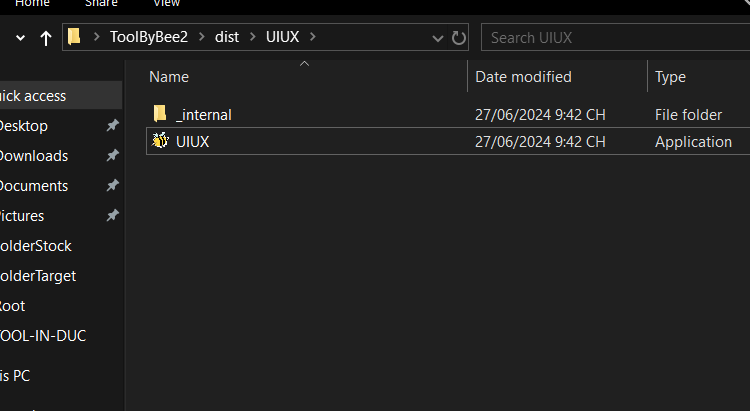 Home Share View
ToolByBee2 dist UIUX Search UIUX
Name Date modified Type
uick access
_internal 27/06/2024 9:42 CH File folder
Desktop
UIUX 27/06/2024 9:42 CH Application
Downloads
Documents
Pictures
olderStock
olderTarget
Root
OOL-IN-DUC
is PC